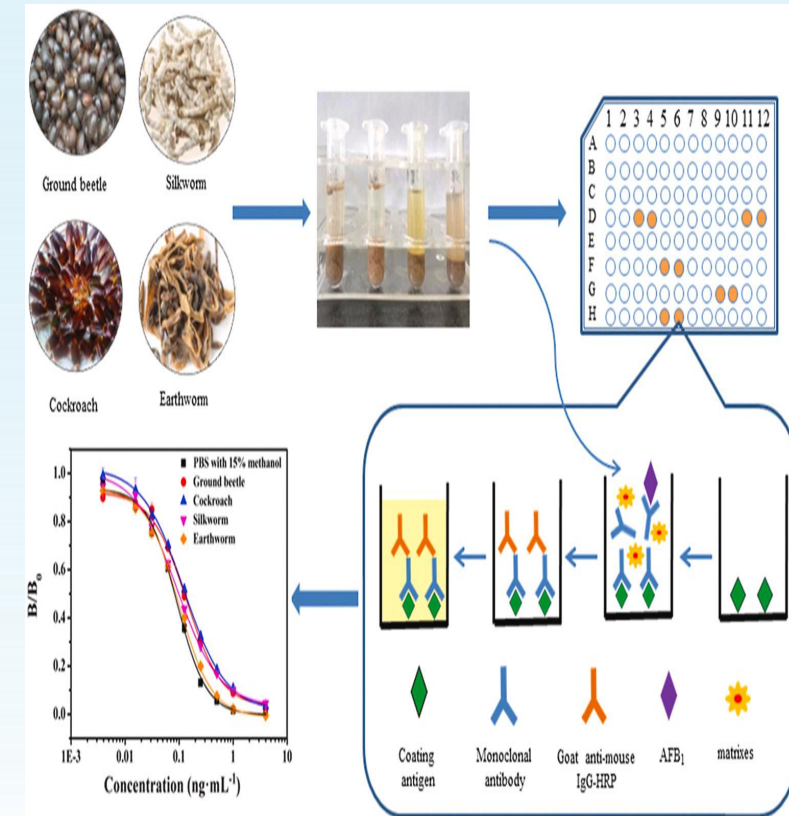 Ground beetle
Silkworm
Cockroach
Earthworm
1 2 3 4 5 6 7 8 9 10 11 12
A
B
C
D
E
F
G
H
PBS with 15% methanol
Ground beetle
Cockroach
Silkworm
Earthworm
B/B₀
1.0
0.8
0.6
0.4
0.2
0.0
1E-3 0.01 0.1 1 10
Concentration (ng·mL⁻¹)
Coating
antigen
Monoclonal
antibody
Goat anti-mouse
IgG-HRP
AFB₁
matrixes